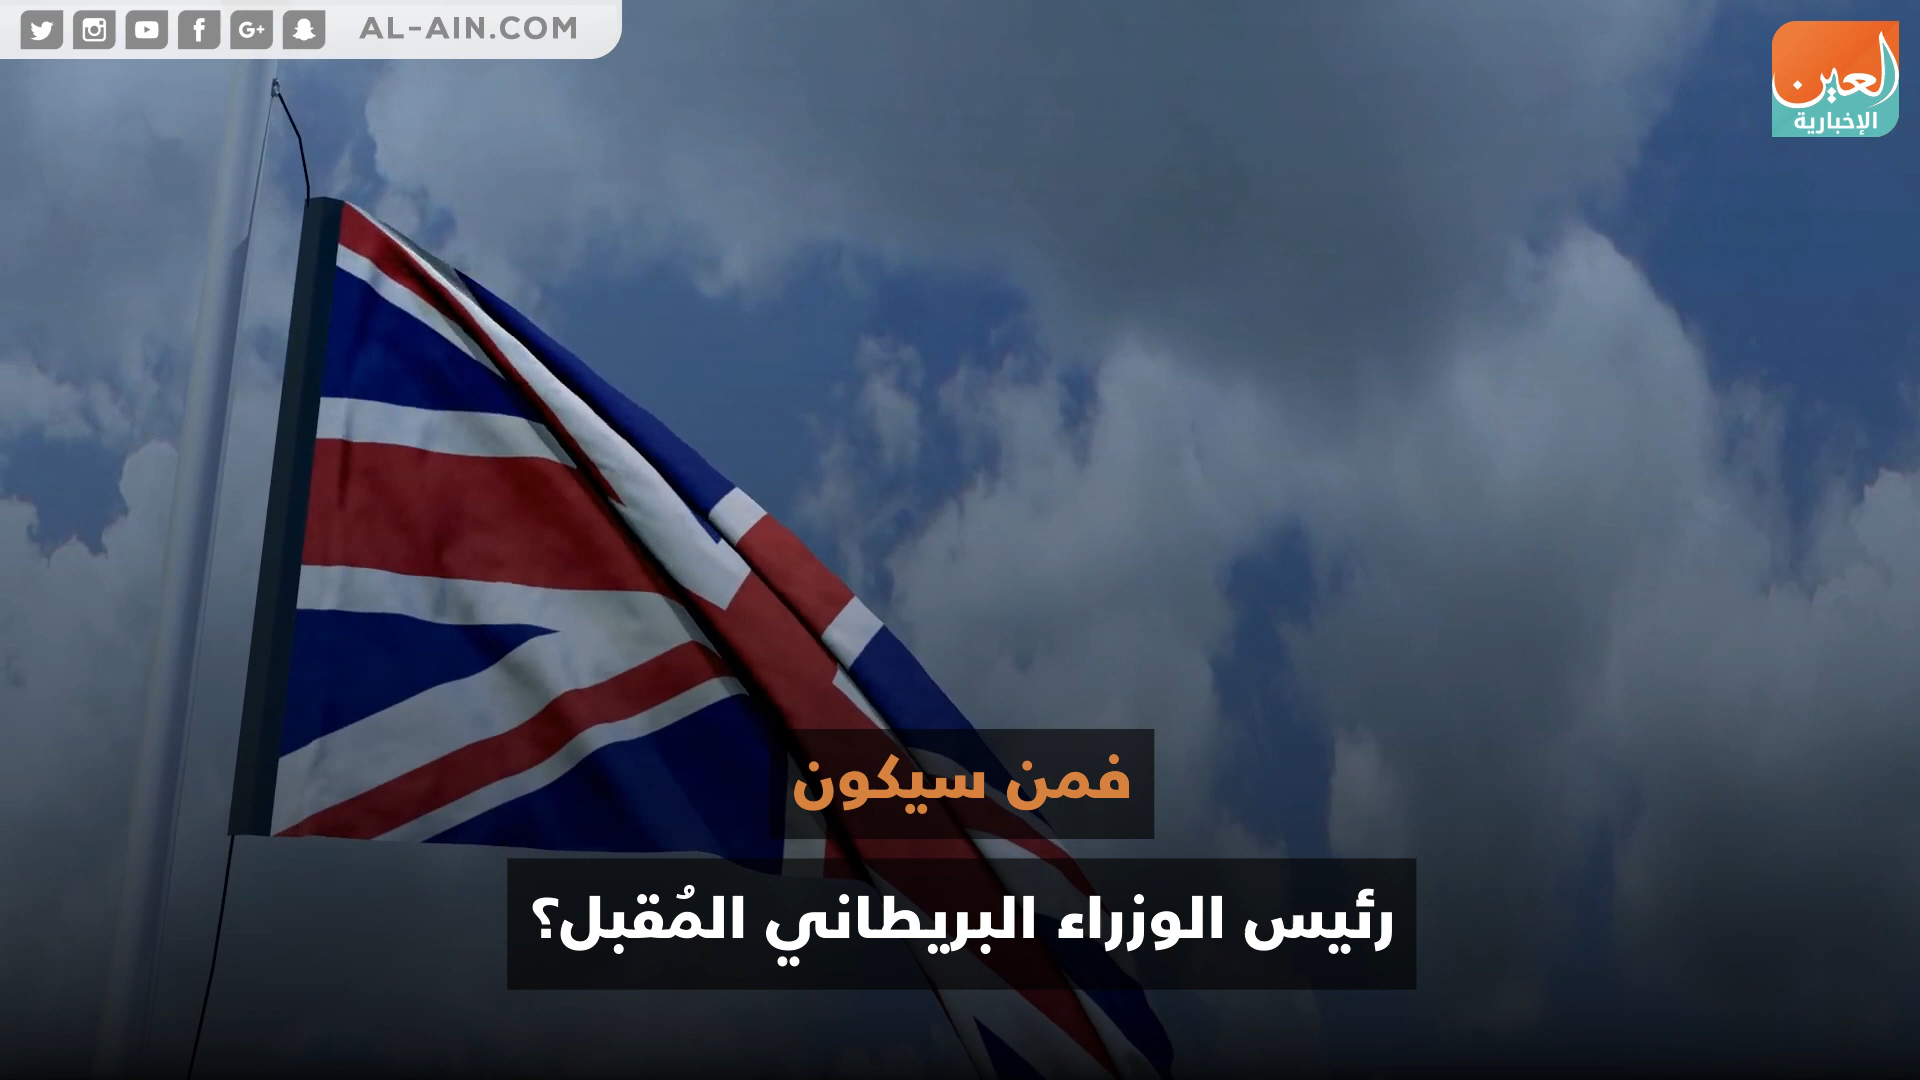 AL-AIN.COM
العين
الإخبارية
فمن سيكون
رئيس الوزراء البريطاني المُقبل؟